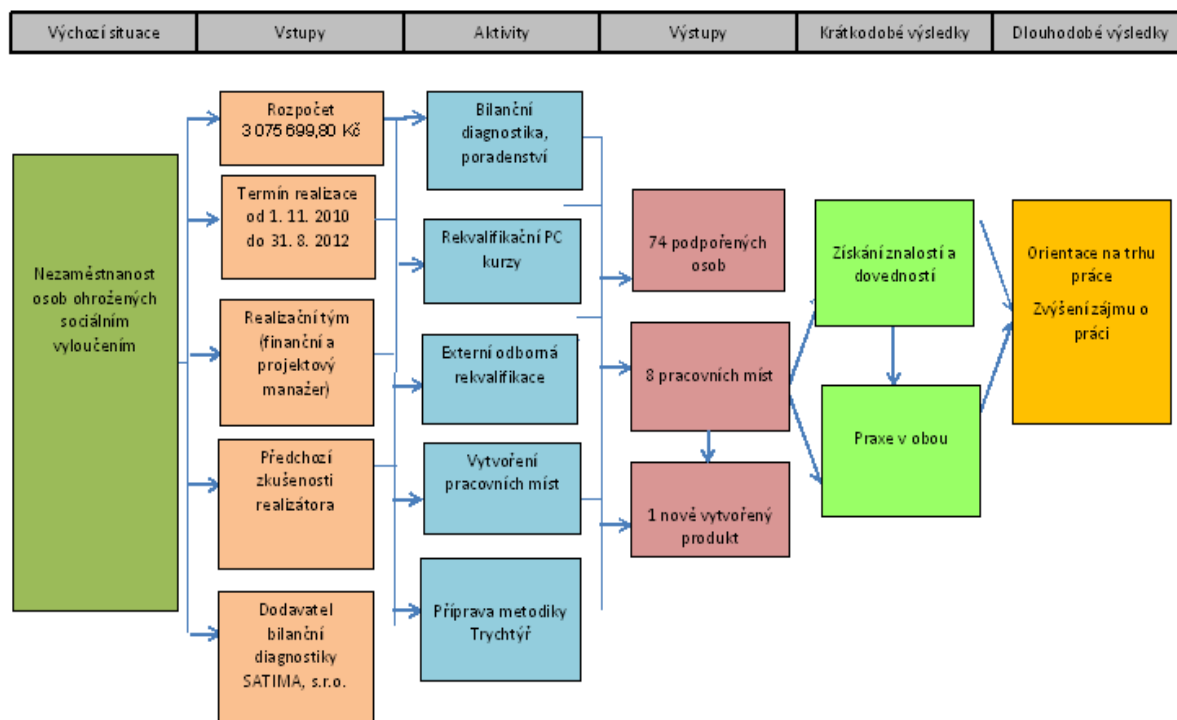 Výchozí situace
Vstupy
Aktivity
Výstupy
Krátkodobé výsledky
Dlouhodobé výsledky
Nezaměstnanost
osob ohrožených
sociálním
vyloučením
Rozpočet
3 075 699,80 Kč
Termín realizace
od 1. 11. 2010
do 31. 8. 2012
Realizační tým
(finanční a
projektový
manažer)
Předchozí
zkušenosti
realizátora
Dodavatel
bilanční
diagnostiky
SATIMA, s.r.o.
Bilanční
diagnostika,
poradenství
Rekvalifikační PC
kurzy
Externí odborná
rekvalifikace
Vytvoření
pracovních míst
Příprava metodiky
Trychtýř
74 podpořených
osob
8 pracovních míst
1 nově vytvořený
produkt
Získání znalostí a
dovedností
Praxe v obou
Orientace na trhu
práce
Zvýšení zájmu o
práci